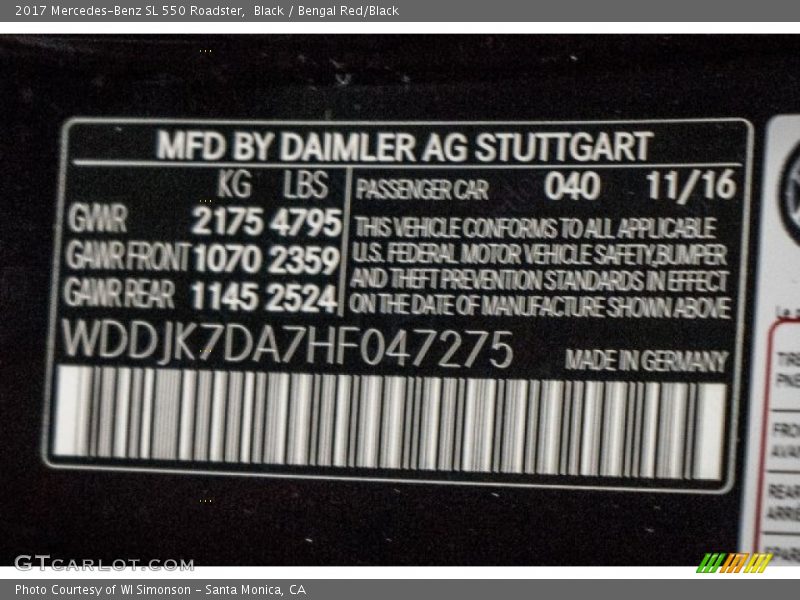 2017 Mercedes-Benz SL 550 Roadster, Black / Bengal Red/Black
MFD BY DAIMLER AG STUTTGART
KG LBS
GVWR 2175 4795
GAWR FRONT 1070 2359
GAWR REAR 1145 2524
PASSENGER CAR 040 11/16
THIS VEHICLE CONFORMS TO ALL APPLICABLE
U.S. FEDERAL MOTOR VEHICLE SAFETY, BUMPER
AND THEFT PREVENTION STANDARDS IN EFFECT
ON THE DATE OF MANUFACTURE SHOWN ABOVE
WDDJK7DA7HF047275 MADE IN GERMANY
GTCARLOT.COM
Photo Courtesy of WI Simonson - Santa Monica, CA